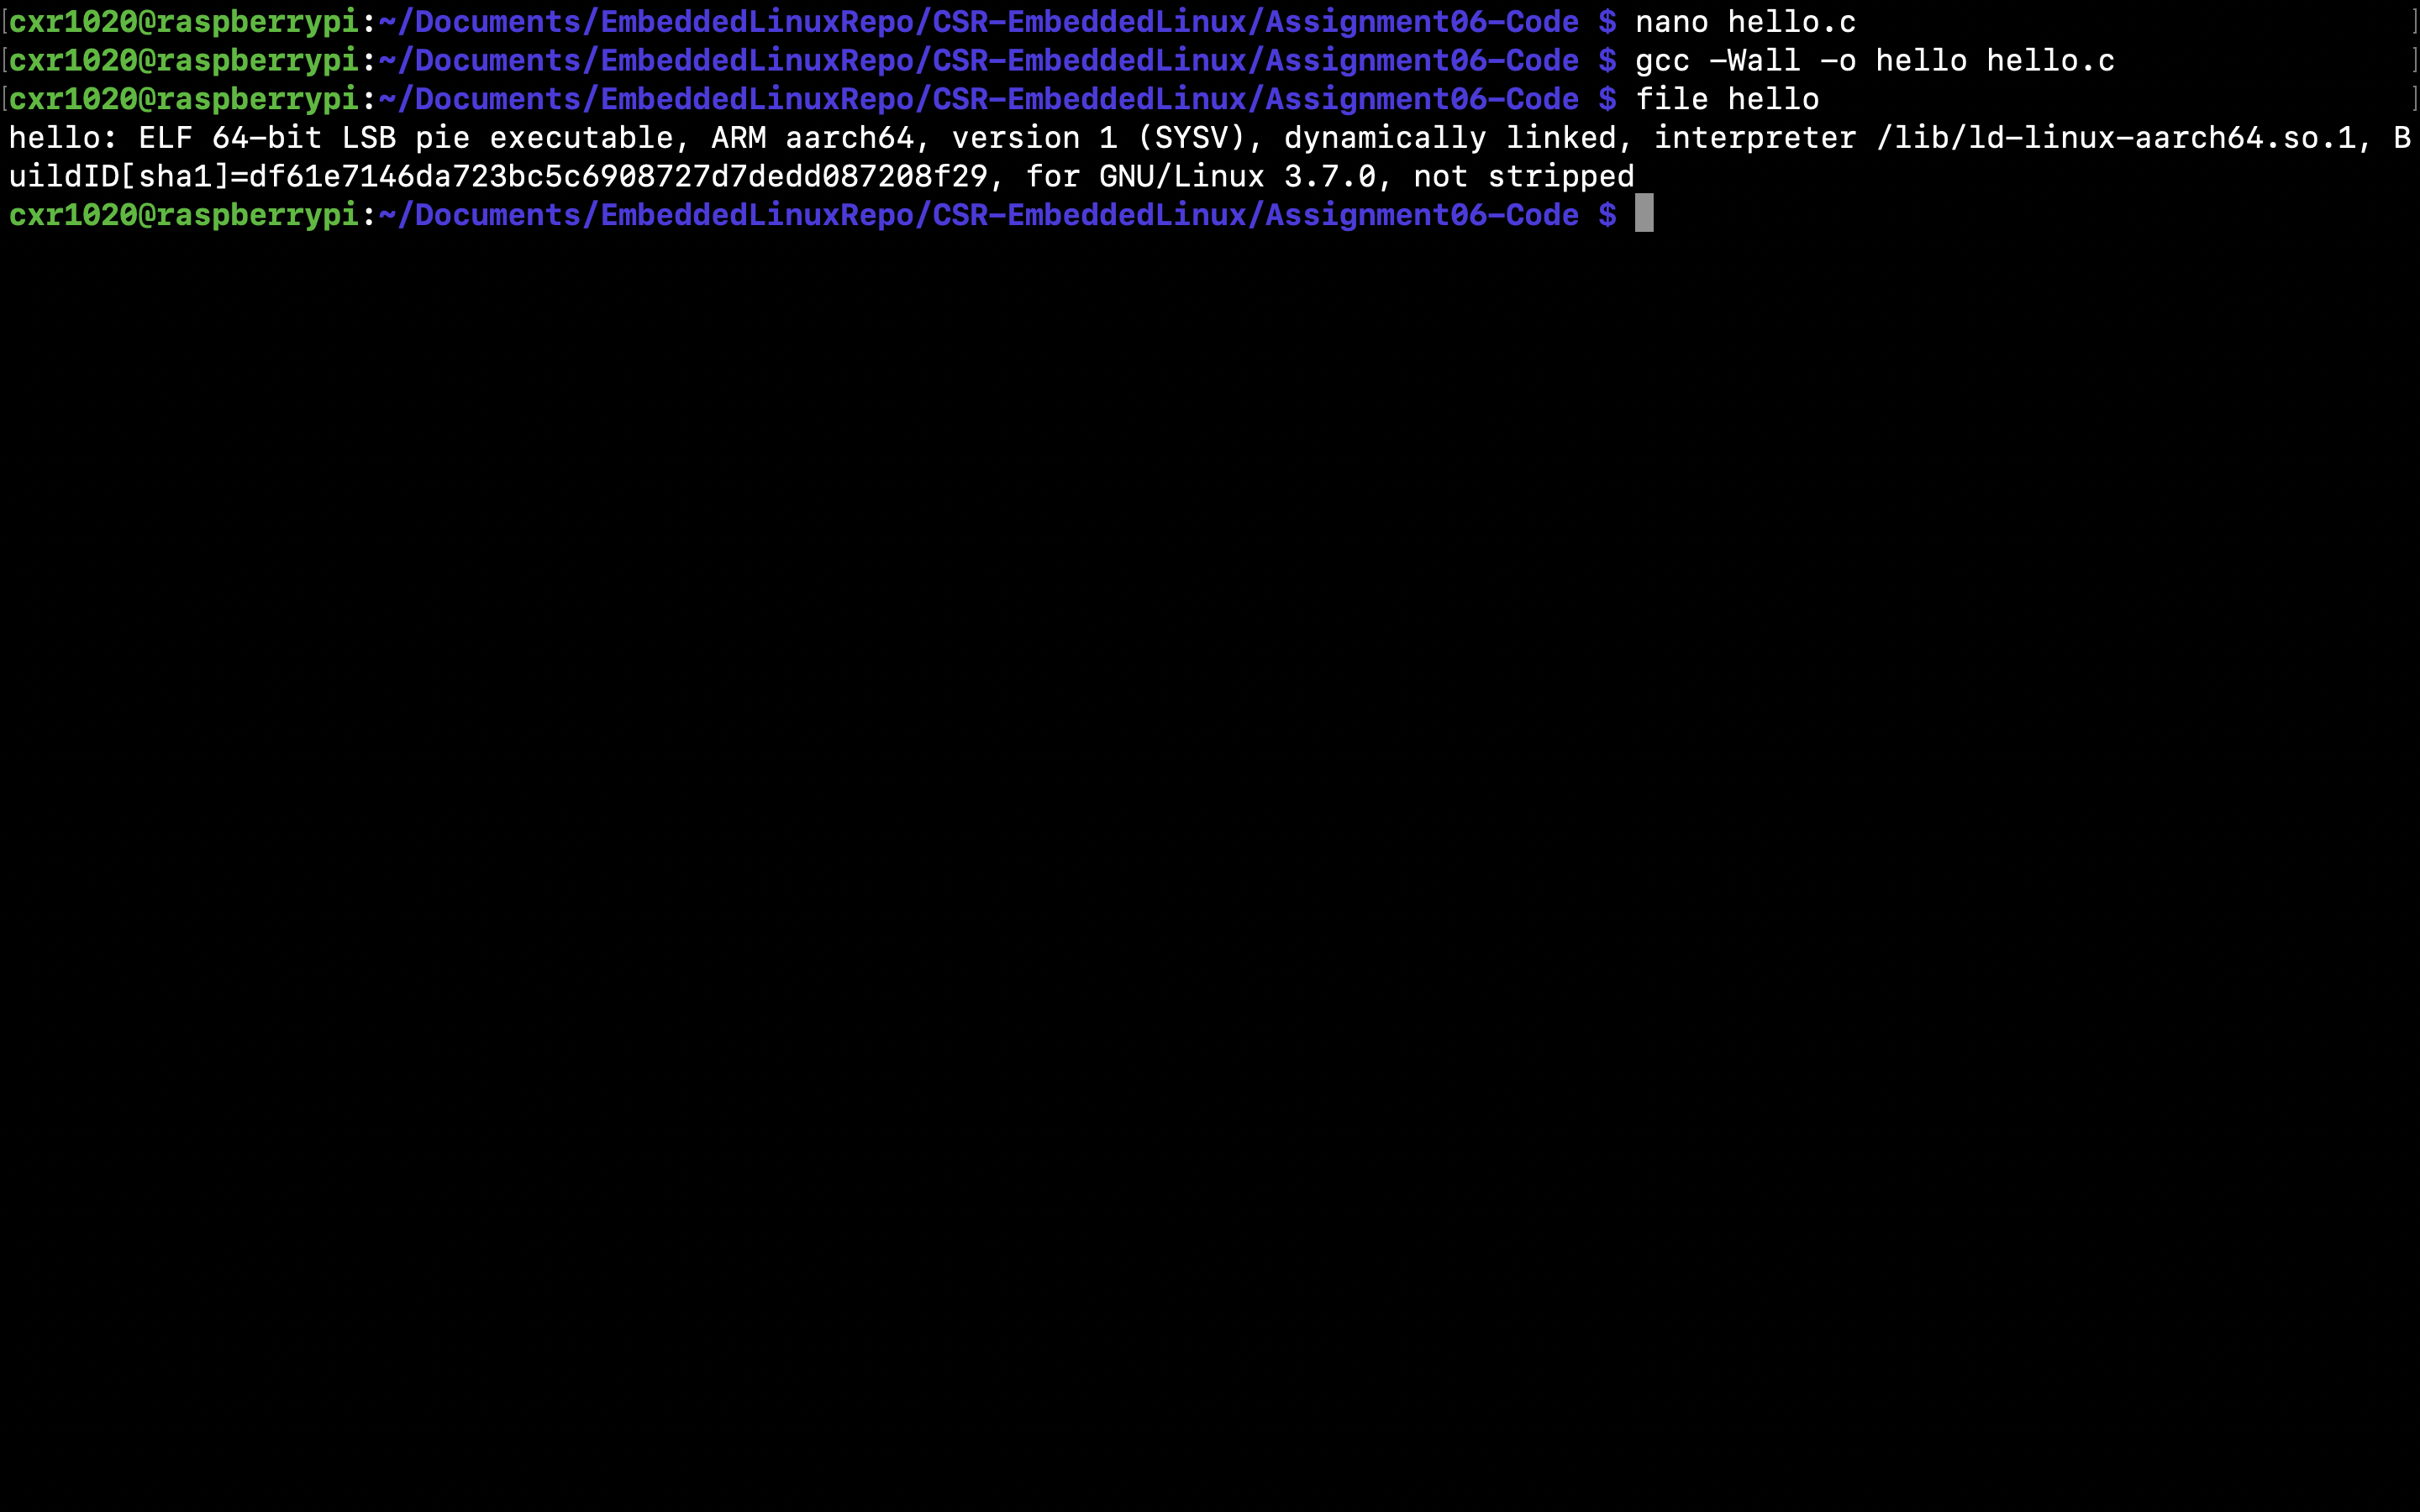 [cxr1020@raspberrypi:~/Documents/EmbeddedLinuxRepo/CSR-EmbeddedLinux/Assignment06-Code $ nano hello.c ]
[cxr1020@raspberrypi:~/Documents/EmbeddedLinuxRepo/CSR-EmbeddedLinux/Assignment06-Code $ gcc -Wall -o hello hello.c ]
[cxr1020@raspberrypi:~/Documents/EmbeddedLinuxRepo/CSR-EmbeddedLinux/Assignment06-Code $ file hello ]
hello: ELF 64-bit LSB pie executable, ARM aarch64, version 1 (SYSV), dynamically linked, interpreter /lib/ld-linux-aarch64.so.1, B
uildID[sha1]=df61e7146da723bc5c6908727d7dedd087208f29, for GNU/Linux 3.7.0, not stripped
cxr1020@raspberrypi:~/Documents/EmbeddedLinuxRepo/CSR-EmbeddedLinux/Assignment06-Code $